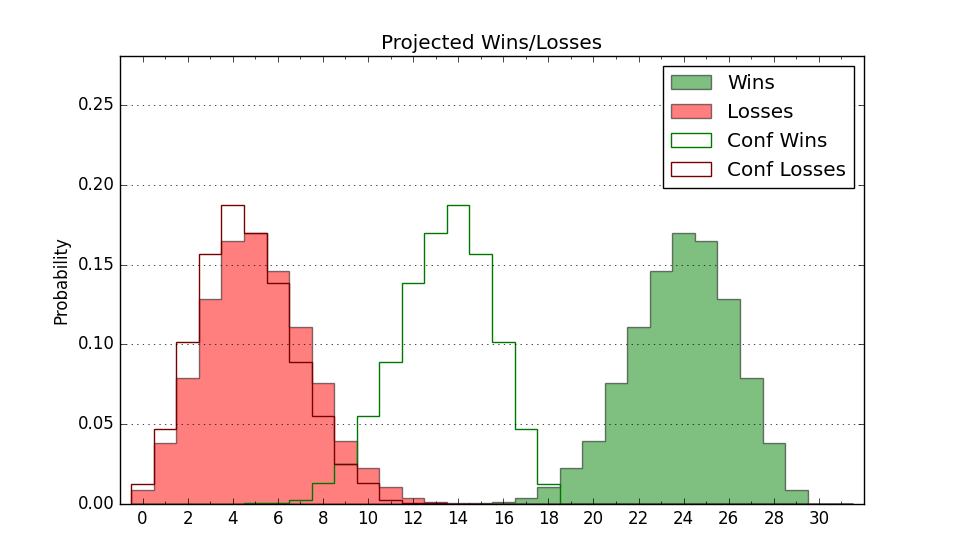 Projected Wins/Losses
Probability
0.25
0.20
0.15
0.10
0.05
0.00
0 2 4 6 8 10 12 14 16 18 20 22 24 26 28 30
Wins
Losses
Conf Wins
Conf Losses